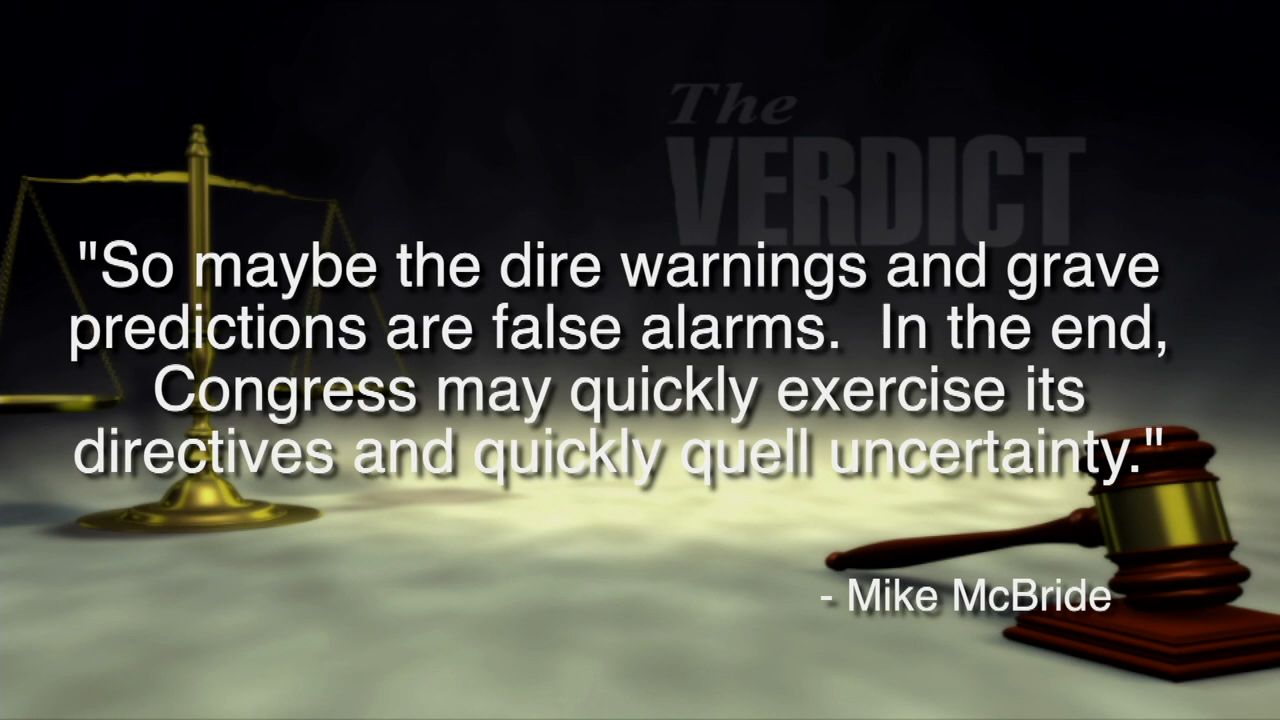 The
VERDICT
"So maybe the dire warnings and grave
predictions are false alarms.  In the end,
Congress may quickly exercise its
directives and quickly quell uncertainty."
- Mike McBride